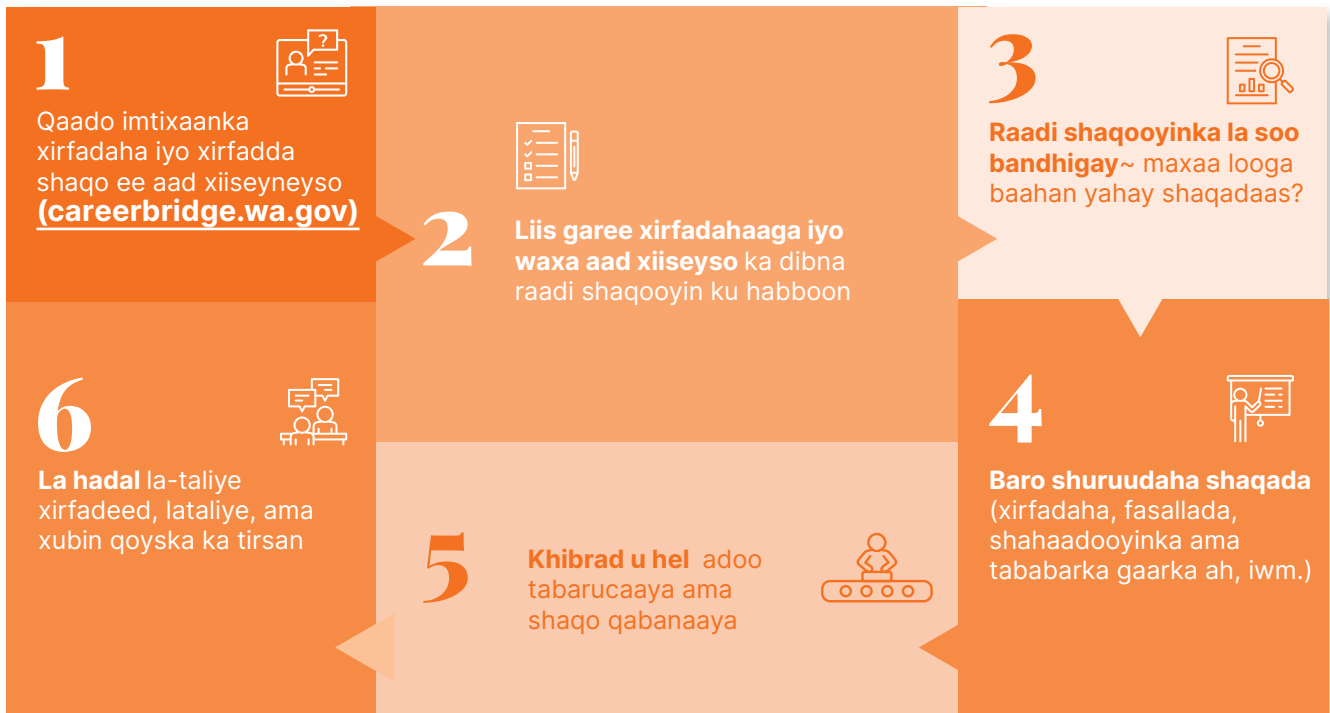 1
Qaado imtixaanka
xirfadaha iyo xirfadda
shaqo ee aad xiiseyneyso
(careerbridge.wa.gov)
2
Liis garee xirfadahaaga iyo
waxa aad xiiseyso ka dibna
raadi shaqooyin ku habboon
3
Raadi shaqooyinka la soo
bandhigay~ maxaa looga
baahan yahay shaqadaas?
4
Baro shuruudaha shaqada
(xirfadaha, fasallada,
shahaadooyinka ama
tababarka gaarka ah, iwm.)
5
Khibrad u hel adoo
tabarucaaya ama
shaqo qabanaaya
6
La hadal la-taliye
xirfadeed, lataliye, ama
xubin qoyska ka tirsan